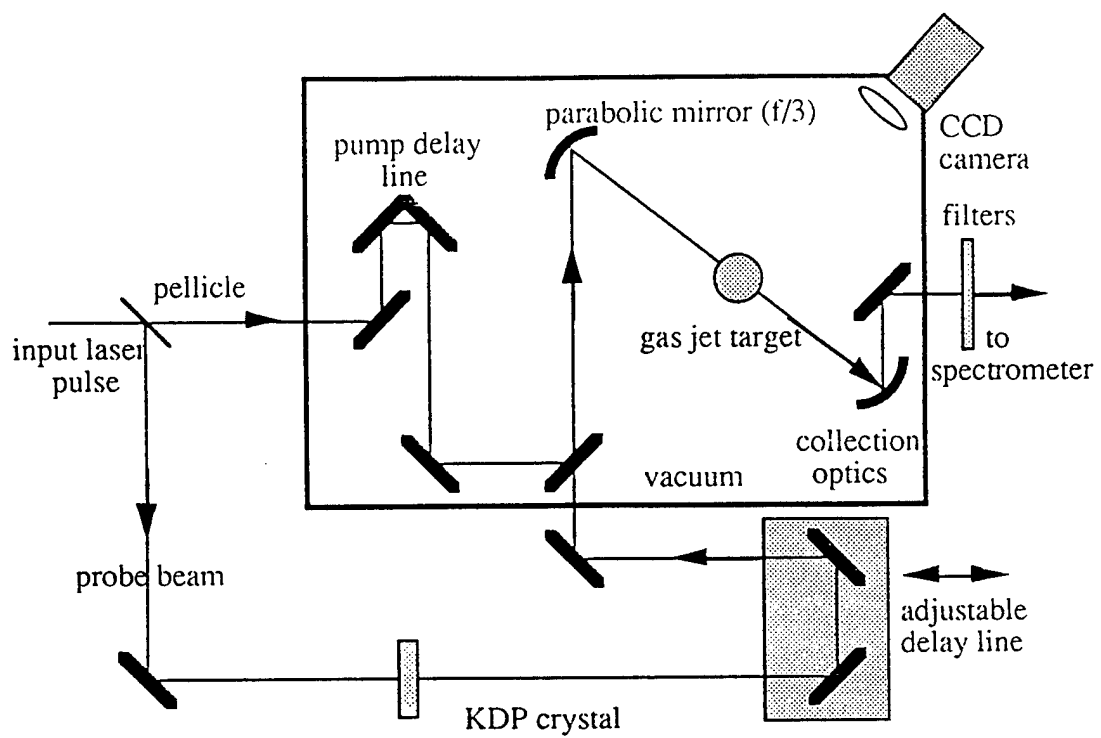 parabolic mirror (f/3)
CCD
camera
pump delay
line
filters
pellicle
input laser
pulse
gas jet target
to
spectrometer
collection
optics
vacuum
probe beam
adjustable
delay line
KDP crystal